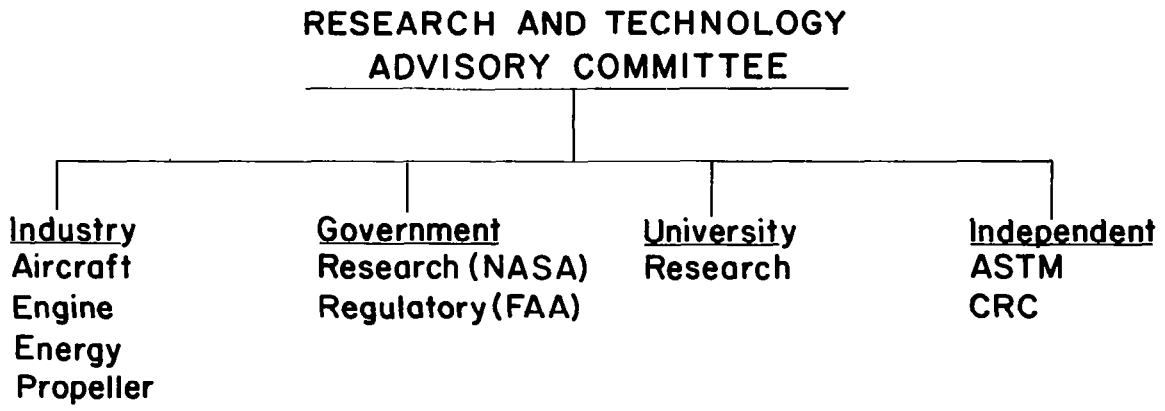 RESEARCH AND TECHNOLOGY
ADVISORY COMMITTEE
Industry
Aircraft
Engine
Energy
Propeller
Government
Research (NASA)
Regulatory (FAA)
University
Research
Independent
ASTM
CRC